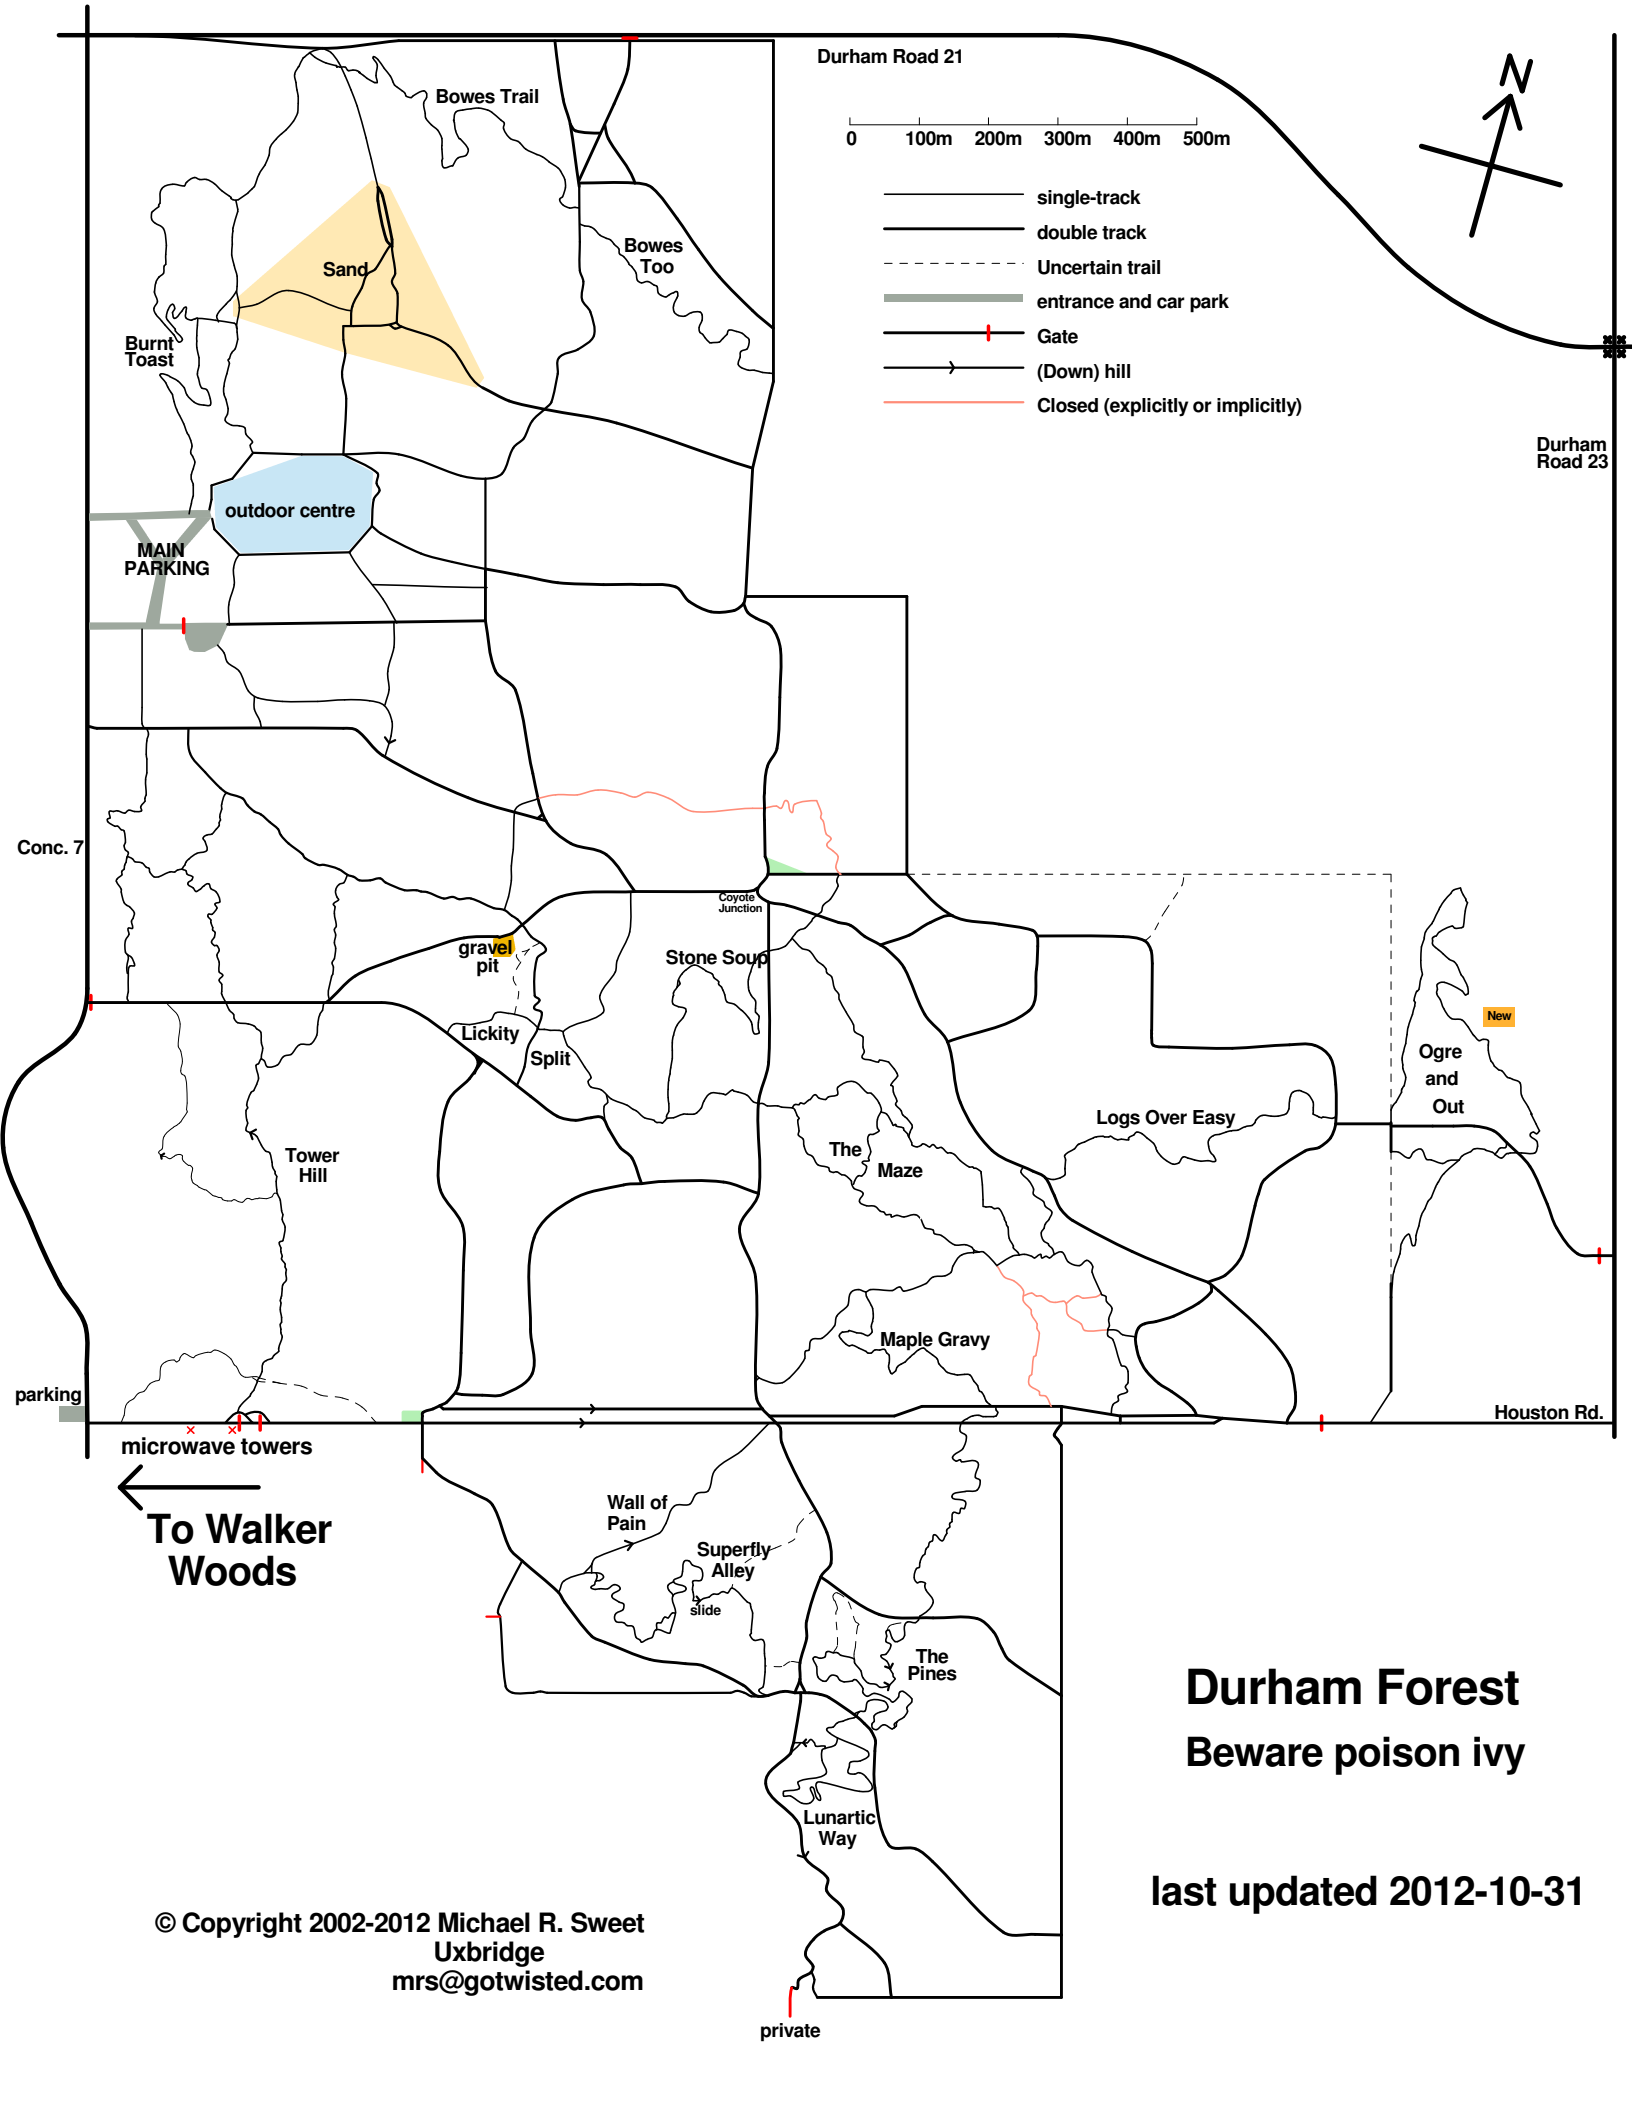 Durham Road 21
N
Bowes Trail
0 100m 200m 300m 400m 500m
single-track
double track
Uncertain trail
entrance and car park
Gate
(Down) hill
Closed (explicitly or implicitly)
Bowes
Too
Sand
Burnt
Toast
Durham
Road 23
outdoor centre
MAIN
PARKING
Conc. 7
Coyote
Junction
gravel
pit
Stone Soup
New
Lickity
Split
Ogre
and
Out
Logs Over Easy
The
Maze
Tower
Hill
Maple Gravy
parking
Houston Rd.
microwave towers
To Walker
Woods
Wall of
Pain
Superfly
Alley
slide
The
Pines
Durham Forest
Beware poison ivy
Lunartic
Way
last updated 2012-10-31
© Copyright 2002-2012 Michael R. Sweet
Uxbridge
mrs@gotwisted.com
private